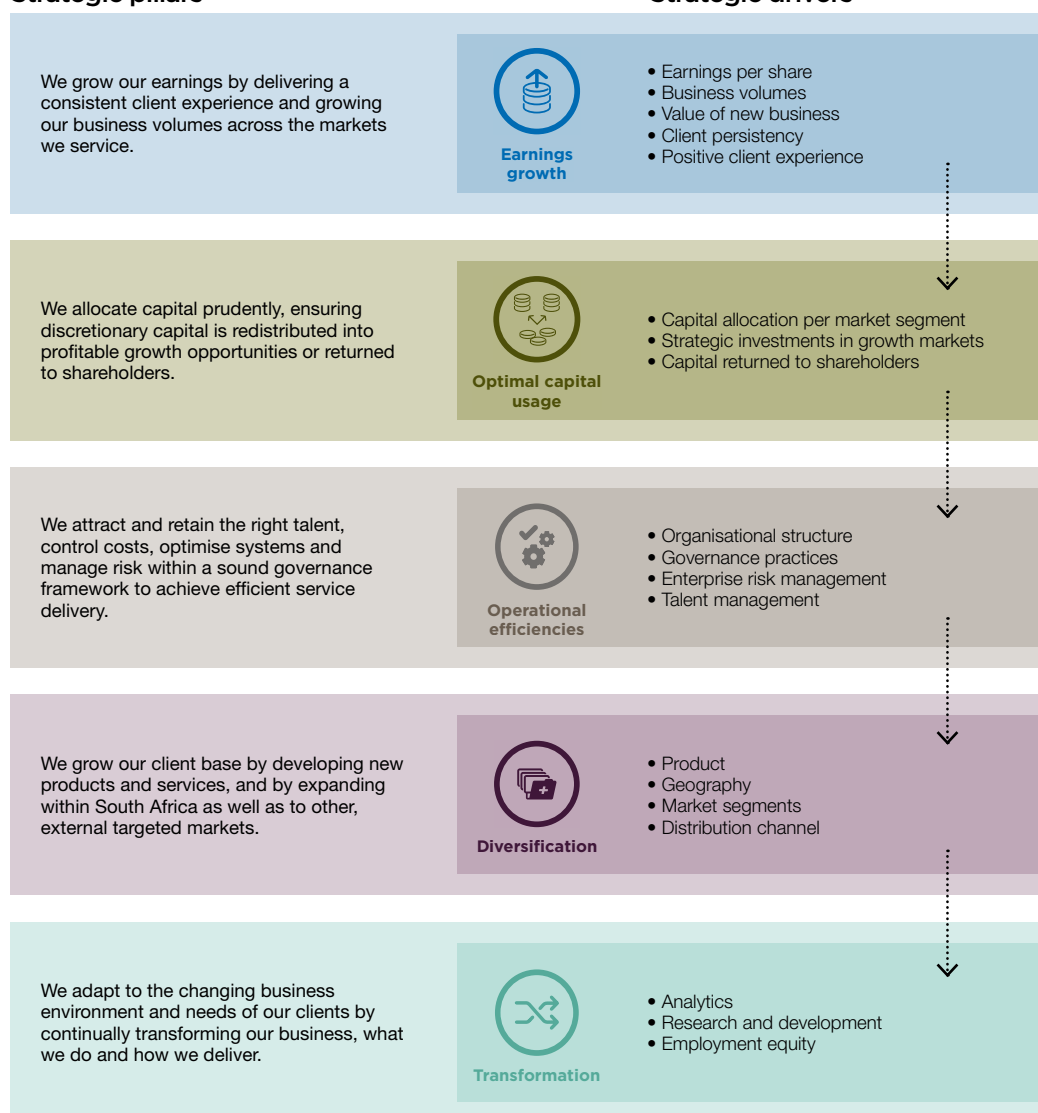 Strategic pillars
Strategic drivers
We grow our earnings by delivering a
consistent client experience and growing
our business volumes across the markets
we service.
Earnings
growth
• Earnings per share
• Business volumes
• Value of new business
• Client persistency
• Positive client experience
We allocate capital prudently, ensuring
discretionary capital is redistributed into
profitable growth opportunities or returned
to shareholders.
Optimal capital
usage
• Capital allocation per market segment
• Strategic investments in growth markets
• Capital returned to shareholders
We attract and retain the right talent,
control costs, optimise systems and
manage risk within a sound governance
framework to achieve efficient service
delivery.
Operational
efficiencies
• Organisational structure
• Governance practices
• Enterprise risk management
• Talent management
We grow our client base by developing new
products and services, and by expanding
within South Africa as well as to other,
external targeted markets.
Diversification
• Product
• Geography
• Market segments
• Distribution channel
We adapt to the changing business
environment and needs of our clients by
continually transforming our business, what
we do and how we deliver.
Transformation
• Analytics
• Research and development
• Employment equity